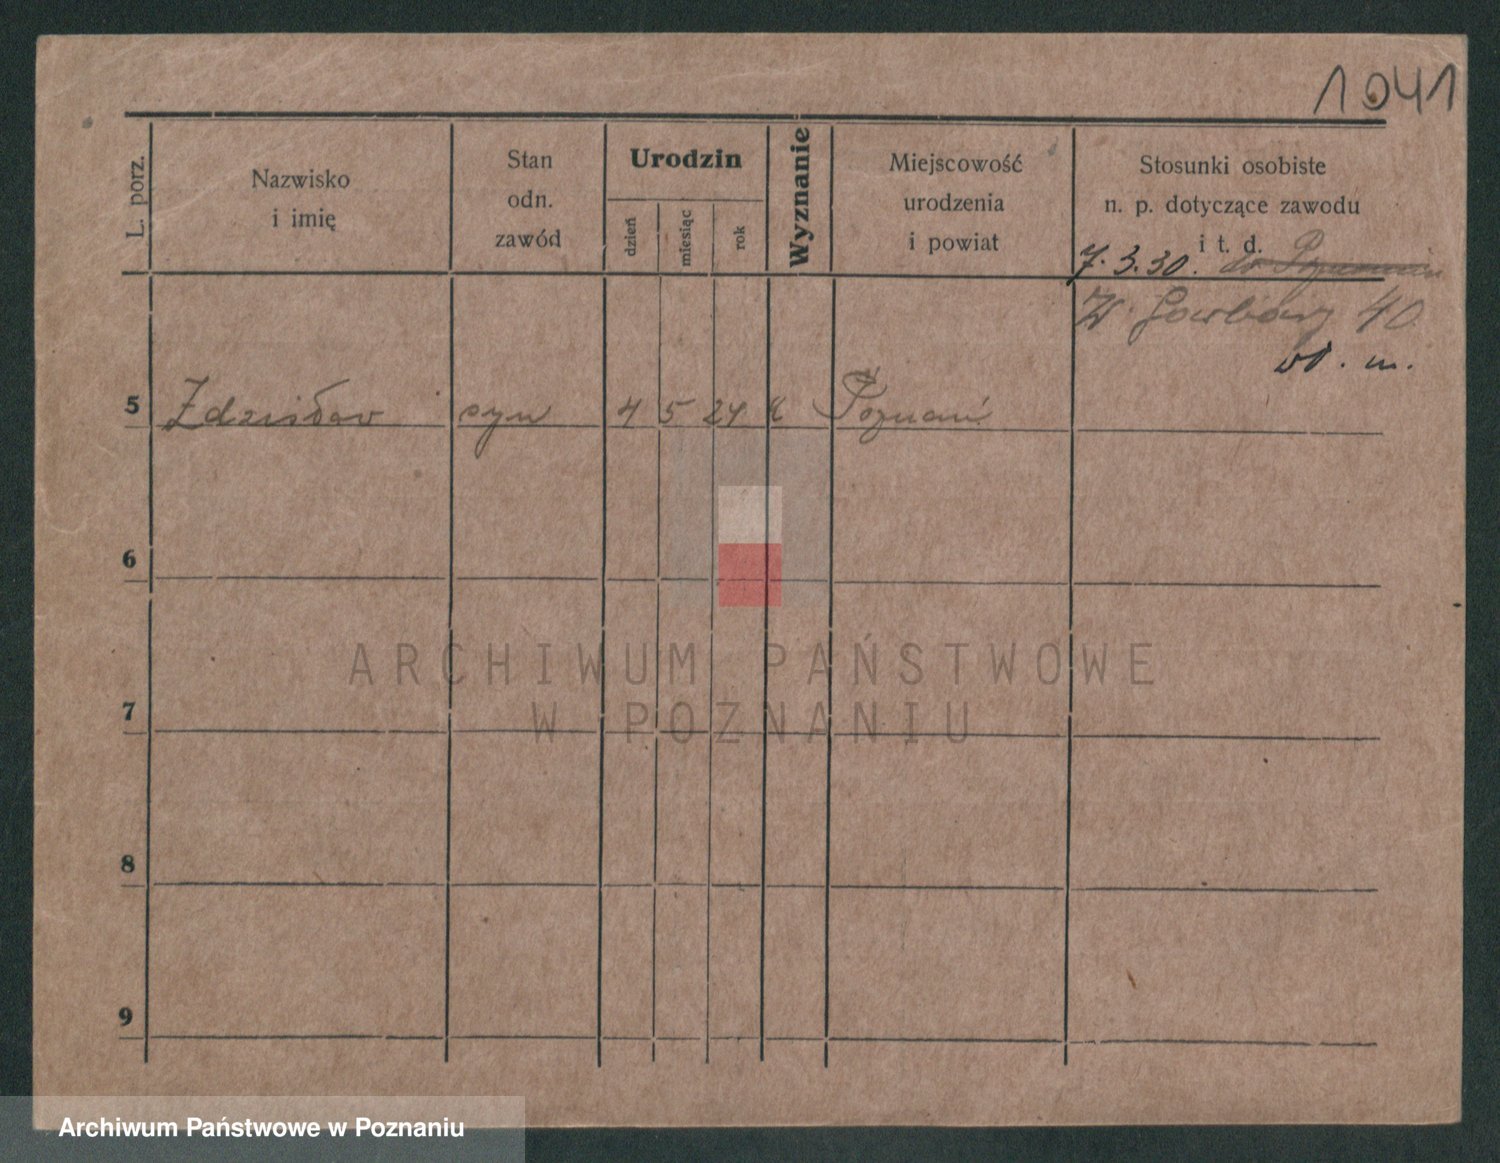 1041
L. porz.
Nazwisko
i imię
Stan
odn.
zawód
Urodzin
dzień
miesiąc
rok
Wyznanie
Miejscowość
urodzenia
i powiat
Stosunki osobiste
n. p. dotyczące zawodu
i t. d.
7. 3. 30.
W. Garbary 40
5 Zdzisław syn 4 5 24 k Poznań
6
7
8
9
ARCHIWUM PAŃSTWOWE
W POZNANIU
Archiwum Państwowe w Poznaniu